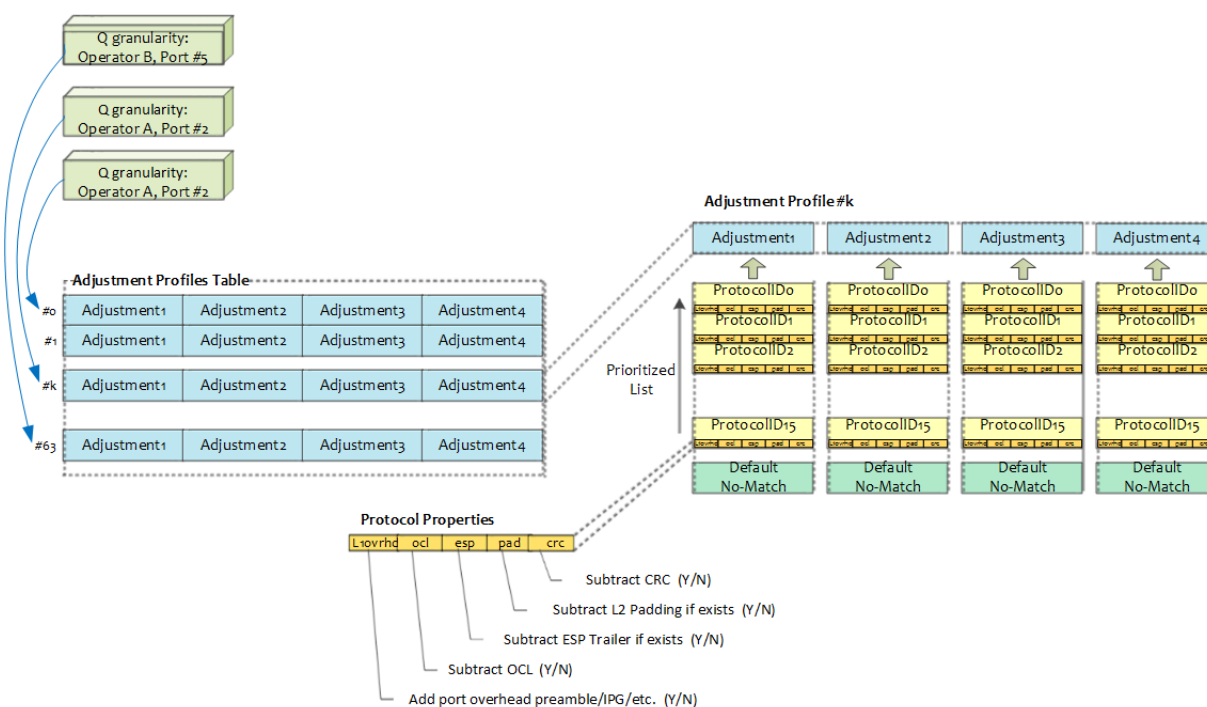 Q granularity:
Operator B, Port #5
Q granularity:
Operator A, Port #2
Q granularity:
Operator A, Port #2
Adjustment Profiles Table
#0 Adjustment1 Adjustment2 Adjustment3 Adjustment4
#1 Adjustment1 Adjustment2 Adjustment3 Adjustment4
#k Adjustment1 Adjustment2 Adjustment3 Adjustment4
#63 Adjustment1 Adjustment2 Adjustment3 Adjustment4
Adjustment Profile #k
Adjustment1 Adjustment2 Adjustment3 Adjustment4
Prioritized
List
ProtocolID0 ProtocolID0 ProtocolID0 ProtocolID0
ProtocolID1 ProtocolID1 ProtocolID1 ProtocolID1
ProtocolID2 ProtocolID2 ProtocolID2 ProtocolID2
ProtocolID15 ProtocolID15 ProtocolID15 ProtocolID15
Default Default Default Default
No-Match No-Match No-Match No-Match
Protocol Properties
L1ovrhd ocl esp pad crc
Subtract CRC (Y/N)
Subtract L2 Padding if exists (Y/N)
Subtract ESP Trailer if exists (Y/N)
Subtract OCL (Y/N)
Add port overhead preamble/IPG/etc. (Y/N)